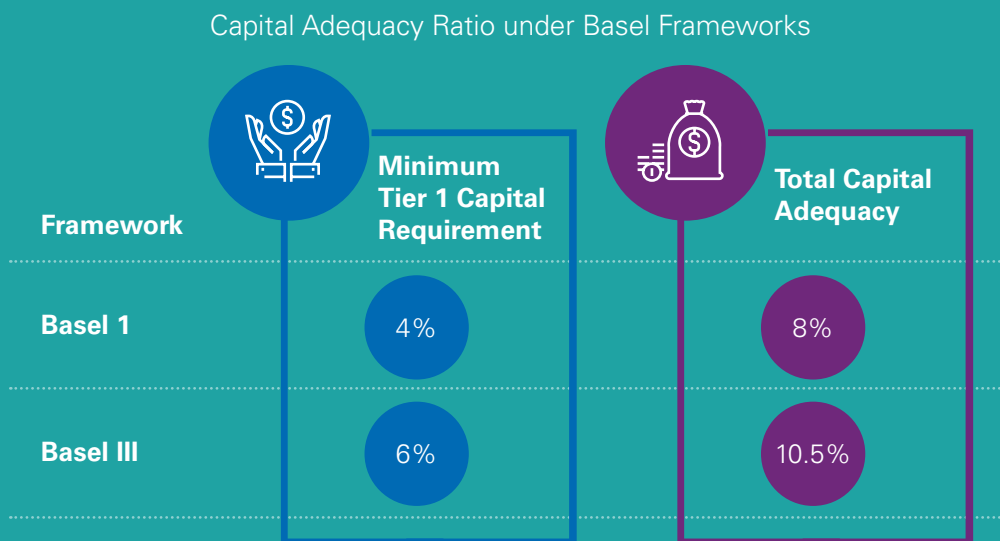 Capital Adequacy Ratio under Basel Frameworks
$
$
Framework
Minimum
Tier 1 Capital
Requirement
Total Capital
Adequacy
Basel 1
4%
8%
Basel III
6%
10.5%